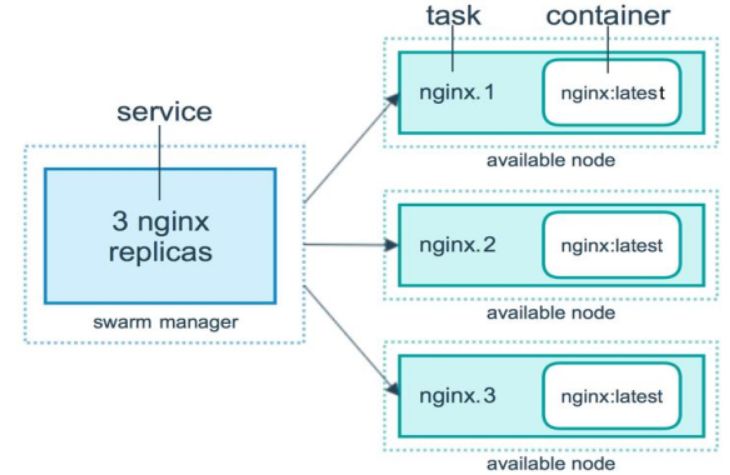 task
container
nginx.1
nginx:latest
available node
service
3 nginx
replicas
swarm manager
nginx.2
nginx:latest
available node
nginx.3
nginx:latest
available node